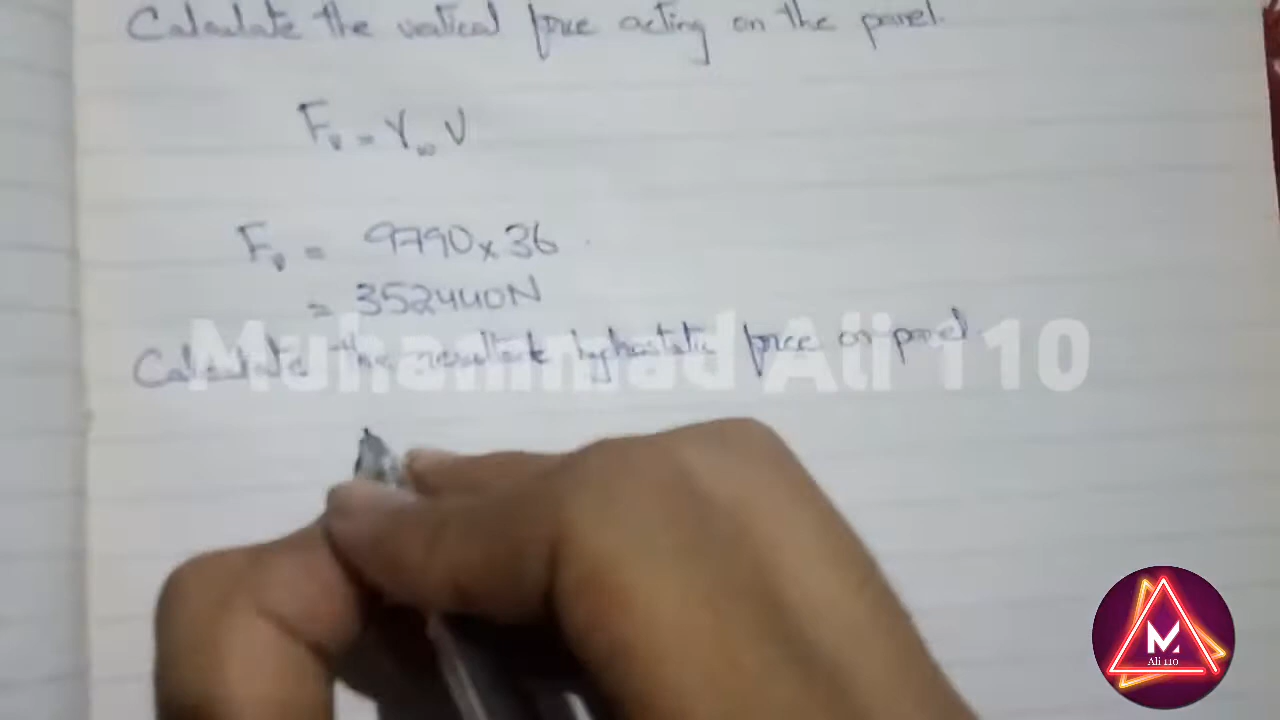 Calculate the vertical force acting on the panel.
Fv = γw V
Fv = 9790 x 36
= 352440N
Calculate the resultant hydrostatic force on panel
Muhammad Ali 110
M
Ali 110